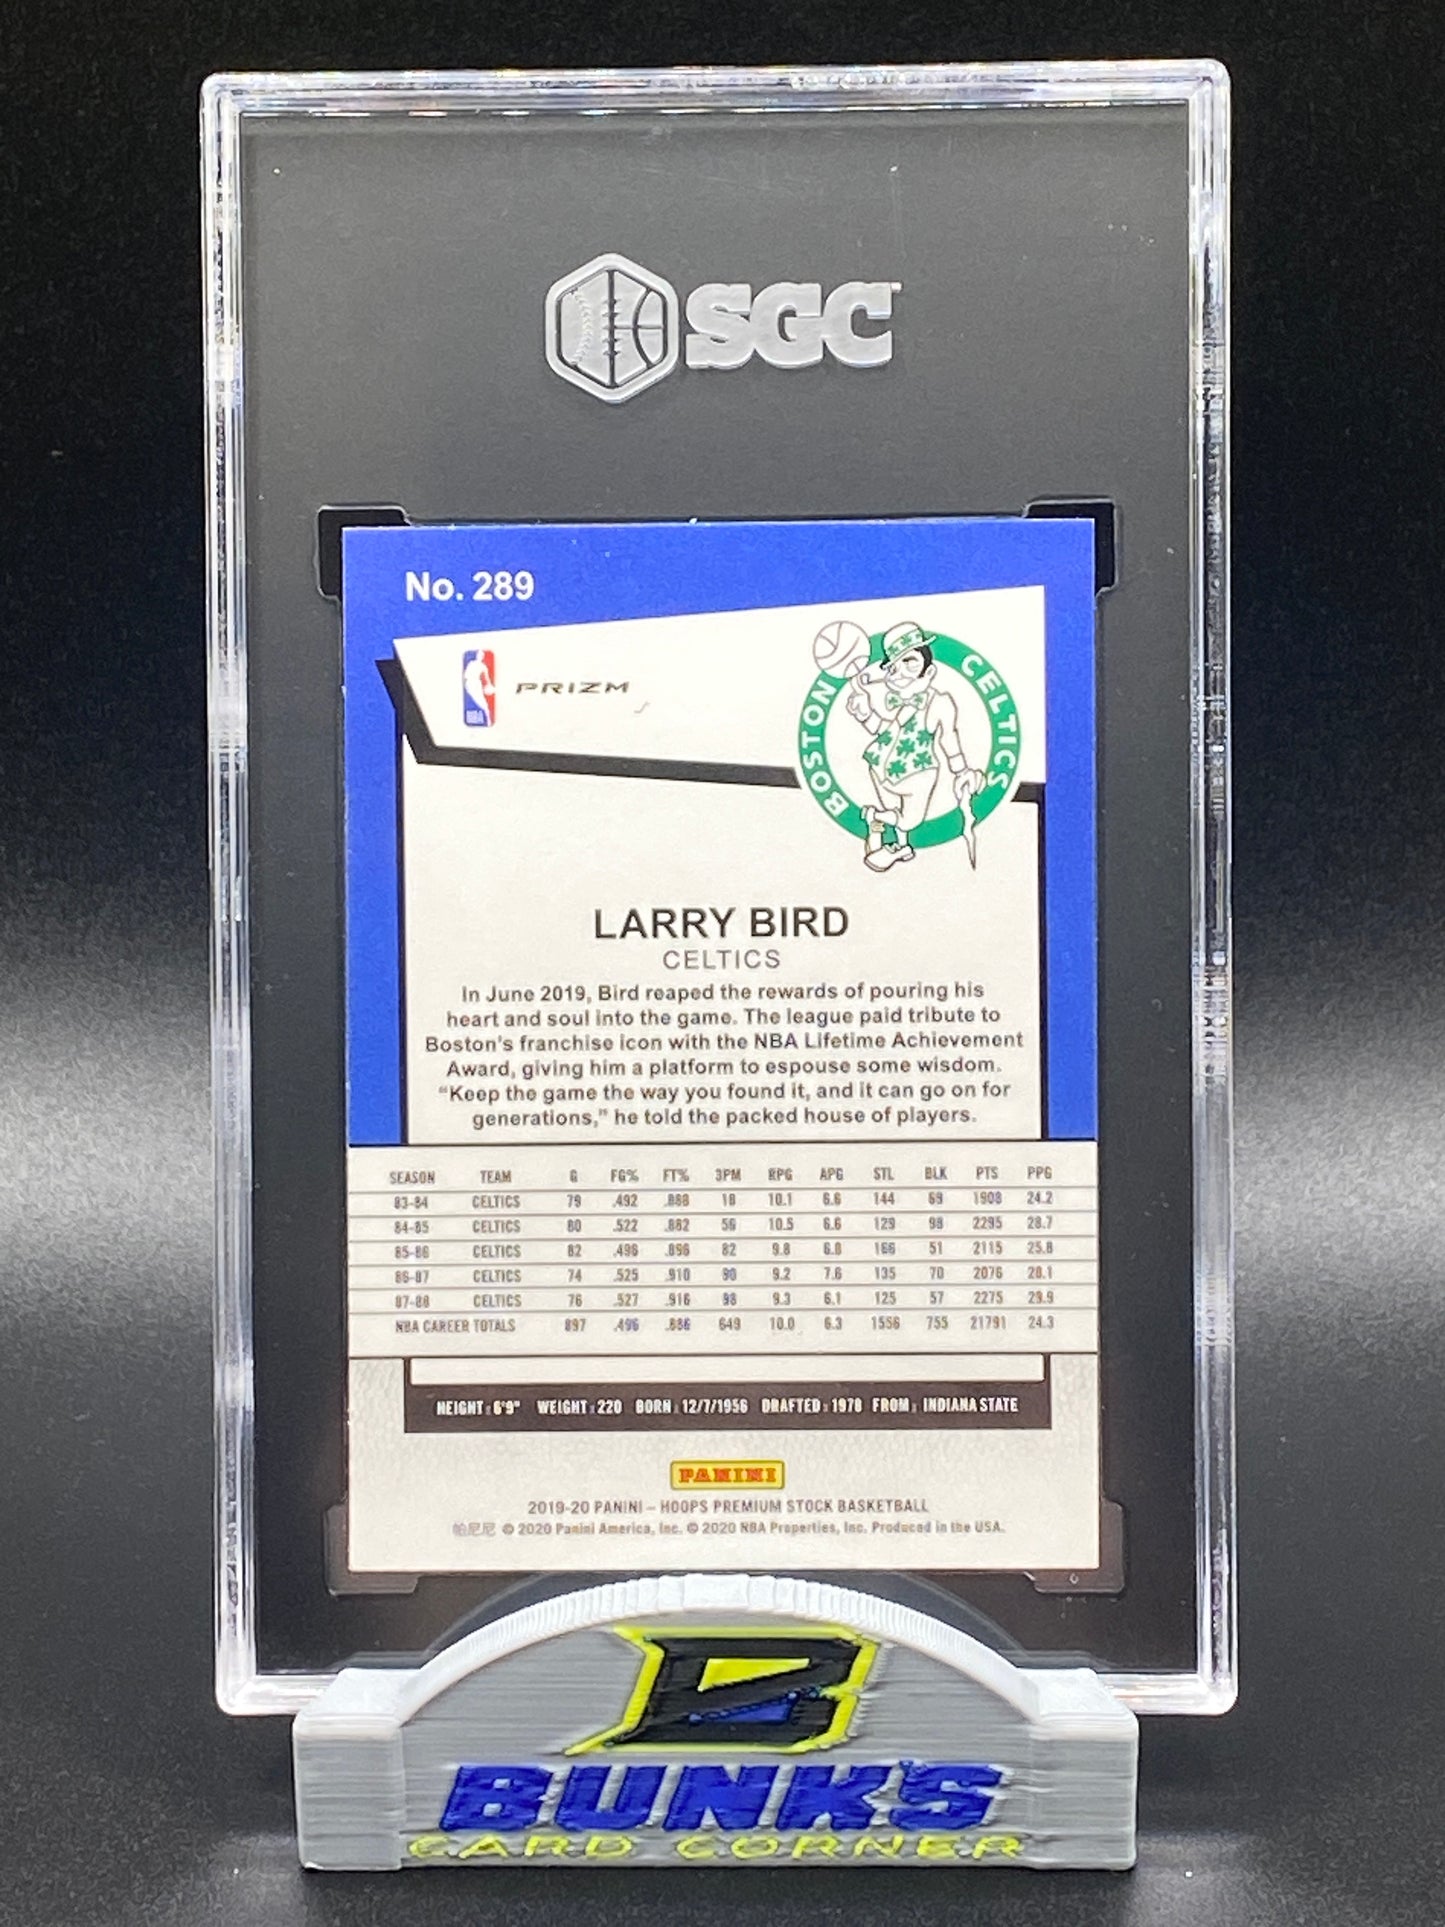 SGC
No. 289
NBA
PRIZM
BOSTON CELTICS
LARRY BIRD
CELTICS
In June 2019, Bird reaped the rewards of pouring his
heart and soul into the game. The league paid tribute to
Boston's franchise icon with the NBA Lifetime Achievement
Award, giving him a platform to espouse some wisdom.
"Keep the game the way you found it, and it can go on for
generations," he told the packed house of players.
SEASON TEAM G FG% FT% 3PM RPG APG STL BLK PTS PPG
83-84 CELTICS 79 .492 .888 18 10.1 6.6 144 69 1908 24.2
84-85 CELTICS 80 .522 .882 56 10.5 6.6 129 98 2295 28.7
85-86 CELTICS 82 .496 .896 82 9.8 6.8 166 51 2115 25.8
86-87 CELTICS 74 .525 .910 90 9.2 7.6 135 70 2076 28.1
87-88 CELTICS 76 .527 .916 98 9.3 6.1 125 57 2275 29.9
NBA CAREER TOTALS 897 .496 .886 649 10.0 6.3 1556 755 21791 24.3
HEIGHT: 6'9" WEIGHT: 220 BORN: 12/7/1956 DRAFTED: 1978 FROM: INDIANA STATE
PANINI
2019-20 PANINI – HOOPS PREMIUM STOCK BASKETBALL
帕尼尼 © 2020 Panini America, Inc. © 2020 NBA Properties, Inc. Produced in the USA.
B
BUNK'S
CARD CORNER